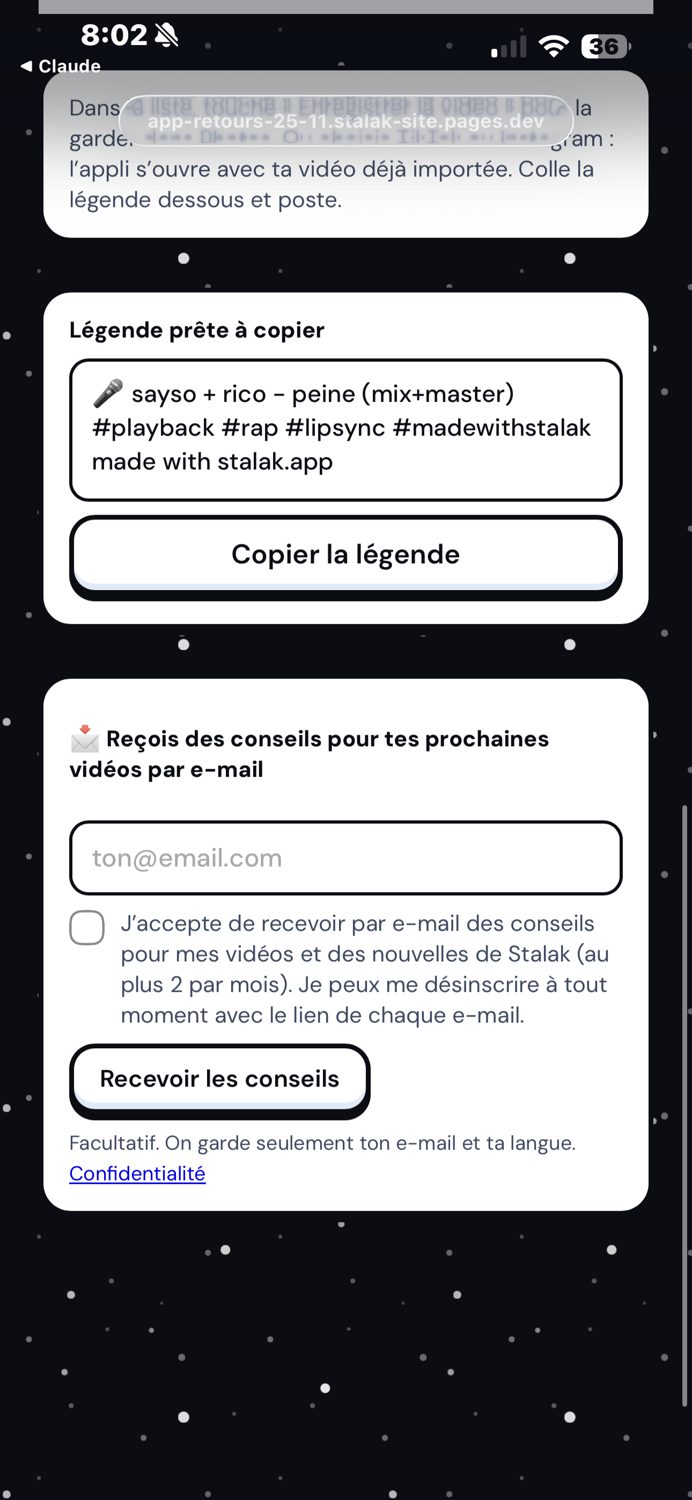 8:02
36
◀ Claude
Dans la
app-retours-25-11.stalak-site.pages.dev
l’appli s’ouvre avec ta vidéo déjà importée. Colle la
légende dessous et poste.
Légende prête à copier
🎤 sayso + rico - peine (mix+master)
#playback #rap #lipsync #madewithstalak
made with stalak.app
Copier la légende
📩 Reçois des conseils pour tes prochaines
vidéos par e-mail
ton@email.com
J’accepte de recevoir par e-mail des conseils
pour mes vidéos et des nouvelles de Stalak (au
plus 2 par mois). Je peux me désinscrire à tout
moment avec le lien de chaque e-mail.
Recevoir les conseils
Facultatif. On garde seulement ton e-mail et ta langue.
Confidentialité